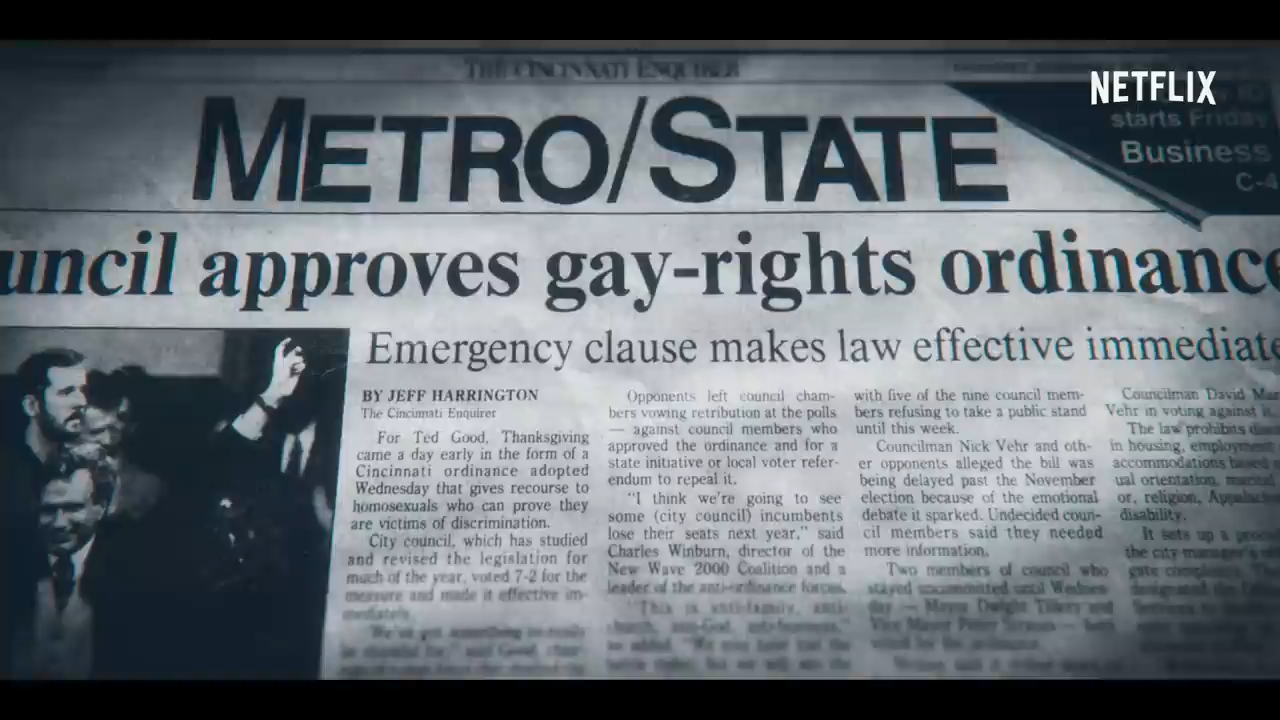 THE CINCINNATI ENQUIRER
NETFLIX
METRO/STATE
starts Friday
Business
C-4
uncil approves gay-rights ordinance
Emergency clause makes law effective immediate
BY JEFF HARRINGTON
The Cincinnati Enquirer
For Ted Good, Thanksgiving
came a day early in the form of a
Cincinnati ordinance adopted
Wednesday that gives recourse to
homosexuals who can prove they
are victims of discrimination.
City council, which has studied
and revised the legislation for
much of the year, voted 7-2 for the
measure and made it effective im-
mediately.
Opponents left council cham-
bers vowing retribution at the polls
— against council members who
approved the ordinance and for a
state initiative or local voter refer-
endum to repeal it.
"I think we're going to see
some (city council) incumbents
lose their seats next year," said
Charles Winburn, director of the
New Wave 2000 Coalition and a
leader of the anti-ordinance forces.
"This is anti-family, anti-
with five of the nine council mem-
bers refusing to take a public stand
until this week.
Councilman Nick Vehr and oth-
er opponents alleged the bill was
being delayed past the November
election because of the emotional
debate it sparked. Undecided coun-
cil members said they needed
more information.
Two members of council who
stayed uncommitted until Wednes-
day — Mayor Dwight Tillery and
Vice Mayor Peter Strauss — both
voted for the ordinance.
Councilman David Man
Vehr in voting against it.
The law prohibits
in housing, employment
accommodations based
ual orientation, marital
or, religion, Appalach
disability.
It sets up a
the city manager's